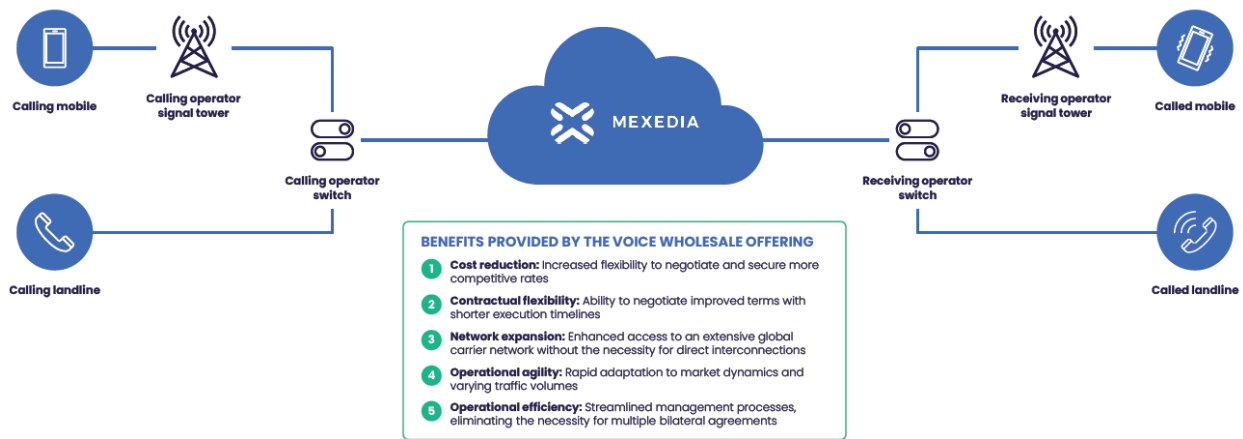 Calling mobile
Calling operator
signal tower
Calling operator
switch
Calling landline
MEXEDIA
Receiving operator
signal tower
Called mobile
Receiving operator
switch
Called landline
BENEFITS PROVIDED BY THE VOICE WHOLESALE OFFERING
1 Cost reduction: Increased flexibility to negotiate and secure more
competitive rates
2 Contractual flexibility: Ability to negotiate improved terms with
shorter execution timelines
3 Network expansion: Enhanced access to an extensive global
carrier network without the necessity for direct interconnections
4 Operational agility: Rapid adaptation to market dynamics and
varying traffic volumes
5 Operational efficiency: Streamlined management processes,
eliminating the necessity for multiple bilateral agreements